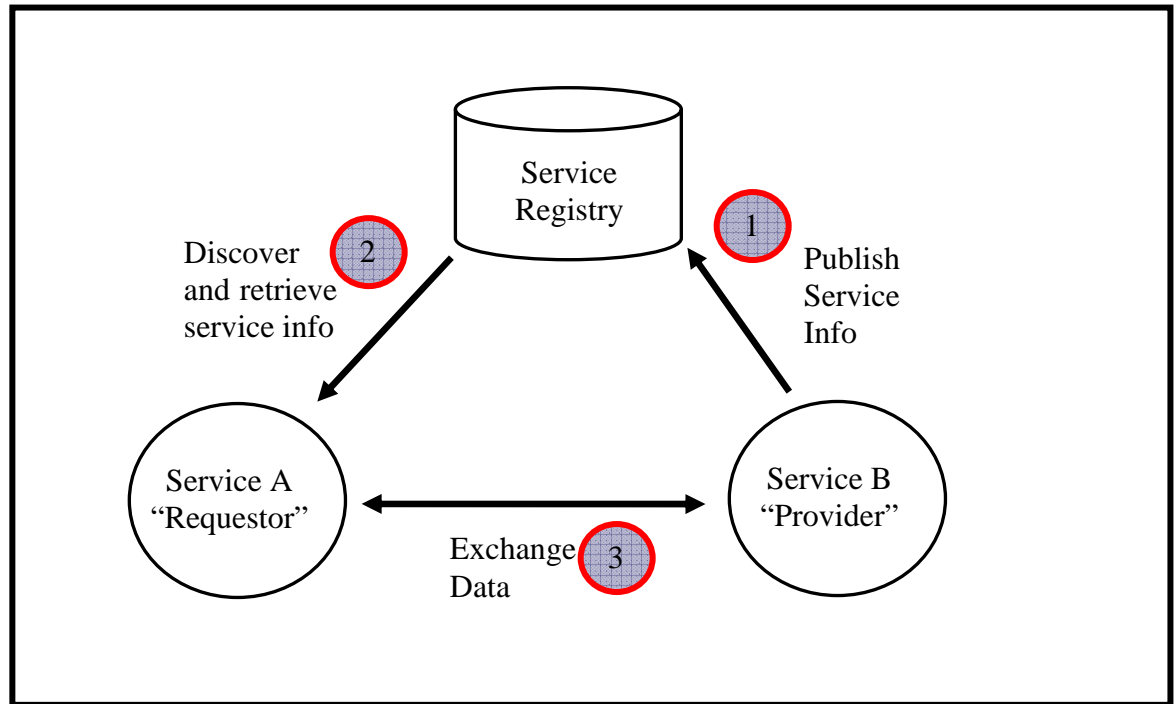 Service
Registry
1
Publish
Service
Info
2
Discover
and retrieve
service info
Service A
“Requestor”
Service B
“Provider”
Exchange
Data
3